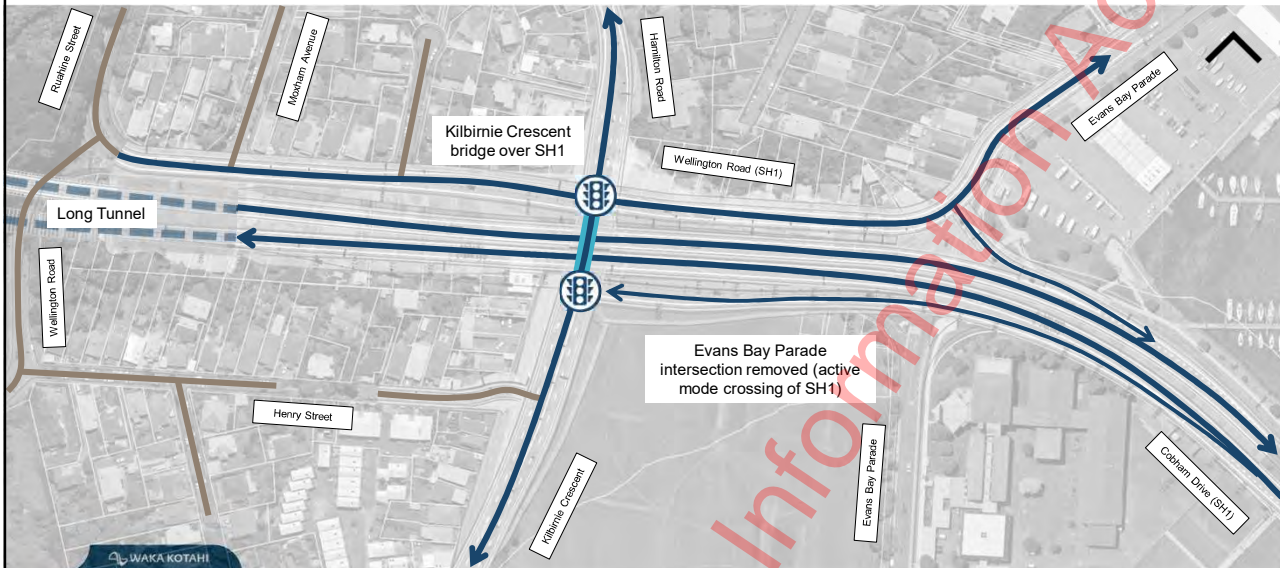 Ruahine Street
Moxham Avenue
Hamilton Road
Evans Bay Parade
Kilbirnie Crescent
bridge over SH1
Wellington Road (SH1)
Long Tunnel
Wellington Road
Evans Bay Parade
intersection removed (active
mode crossing of SH1)
Henry Street
Kilbirnie Crescent
Evans Bay Parade
Cobham Drive (SH1)
Information Ac
WAKA KOTAHI